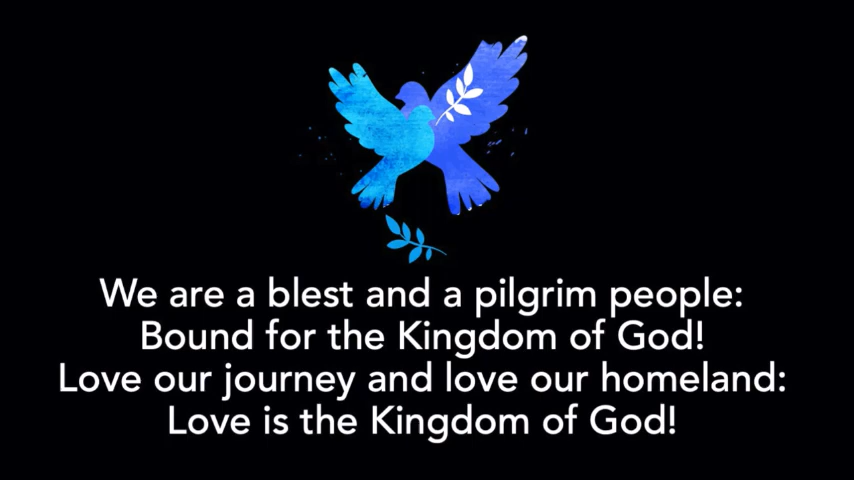 We are a blest and a pilgrim people:
Bound for the Kingdom of God!
Love our journey and love our homeland:
Love is the Kingdom of God!